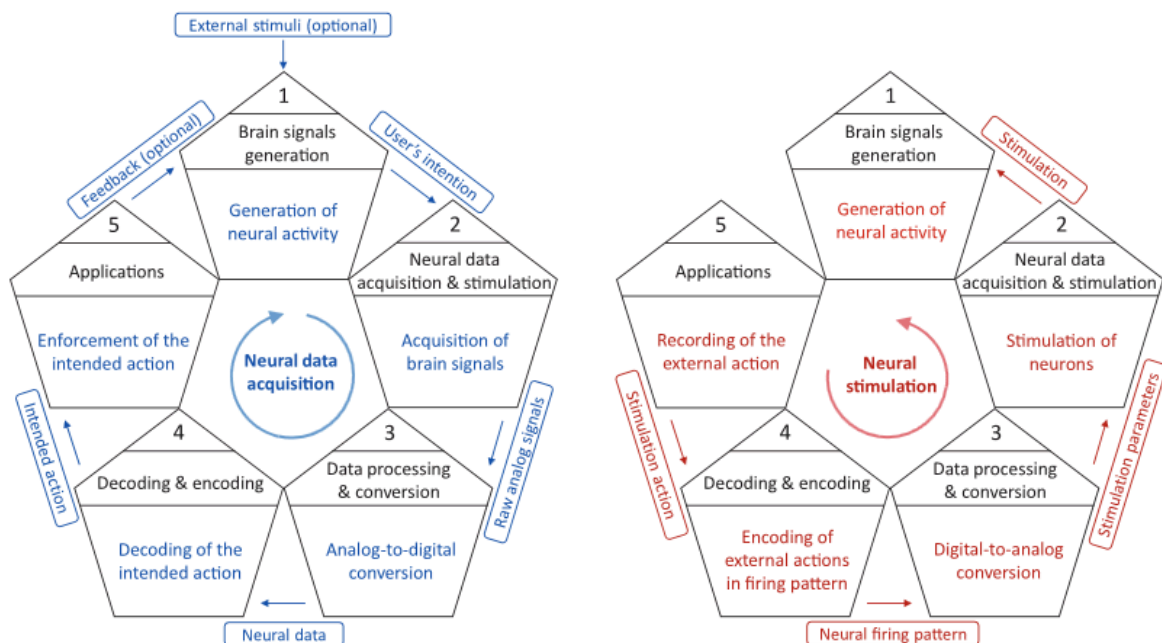 External stimuli (optional)
1
Brain signals
generation
Generation of
neural activity
Feedback (optional)
User's intention
5
Applications
Enforcement of the
intended action
2
Neural data
acquisition & stimulation
Acquisition of
brain signals
Neural data
acquisition
Intended action
4
Decoding & encoding
Decoding of the
intended action
3
Data processing
& conversion
Analog-to-digital
conversion
Raw analog signals
Neural data
1
Brain signals
generation
Generation of
neural activity
Stimulation
5
Applications
Recording of the
external action
2
Neural data
acquisition & stimulation
Stimulation of
neurons
Neural
stimulation
Stimulation action
4
Decoding & encoding
Encoding of
external actions
in firing pattern
3
Data processing
& conversion
Digital-to-analog
conversion
Stimulation parameters
Neural firing pattern